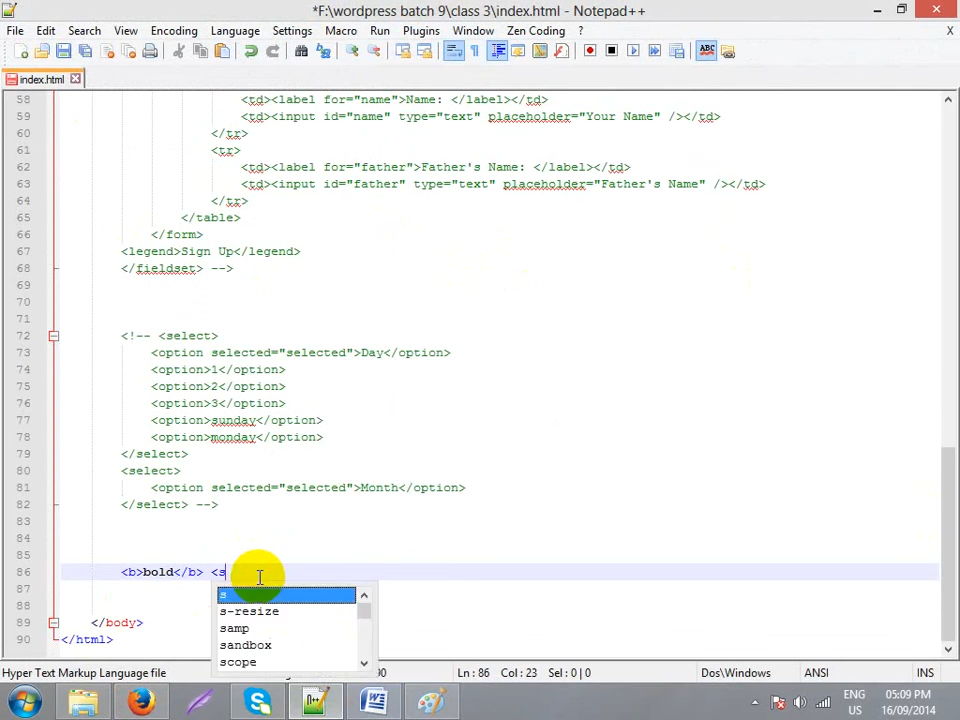 *F:\wordpress batch 9\class 3\index.html - Notepad++
File Edit Search View Encoding Language Settings Macro Run Plugins Window Zen Coding ? X
index.html
58 <td><label for="name">Name: </label></td>
59 <td><input id="name" type="text" placeholder="Your Name" /></td>
60 </tr>
61 <tr>
62 <td><label for="father">Father's Name: </label></td>
63 <td><input id="father" type="text" placeholder="Father's Name" /></td>
64 </tr>
65 </table>
66 </form>
67 <legend>Sign Up</legend>
68 </fieldset> -->
69
70
71
72 <!-- <select>
73 <option selected="selected">Day</option>
74 <option>1</option>
75 <option>2</option>
76 <option>3</option>
77 <option>sunday</option>
78 <option>monday</option>
79 </select>
80 <select>
81 <option selected="selected">Month</option>
82 </select> -->
83
84
85
86 <b>bold</b> <s
87 s
88 s-resize
samp
89 </body>
sandbox
90 </html>
scope
Hyper Text Markup Language file 90 Ln : 86 Col : 23 Sel : 0 | 0 Dos\Windows ANSI INS
ABC
ENG
US
05:09 PM
16/09/2014